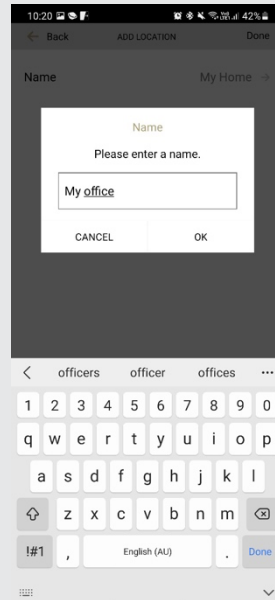 10:20 42%
Back ADD LOCATION Done
Name My Home
Name
Please enter a name.
My office
CANCEL OK
officers officer offices
1 2 3 4 5 6 7 8 9 0
q w e r t y u i o p
a s d f g h j k l
z x c v b n m
!#1 , English (AU) . Done